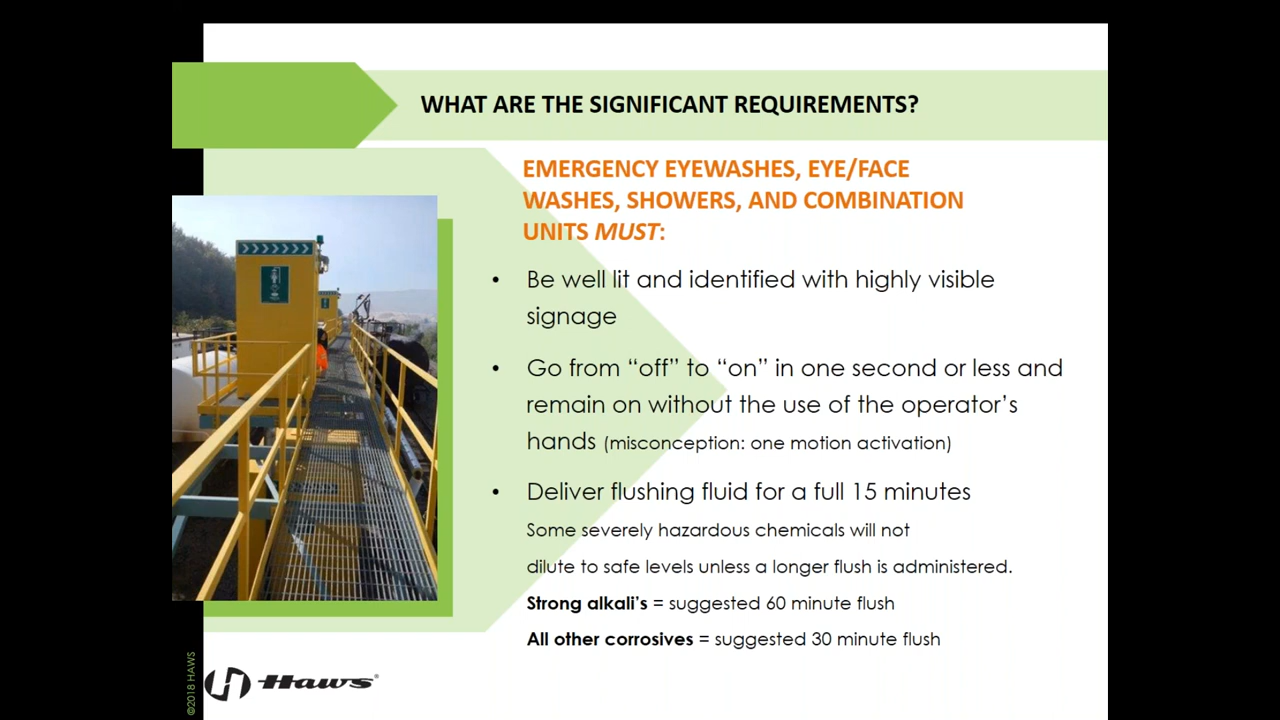 WHAT ARE THE SIGNIFICANT REQUIREMENTS?
EMERGENCY EYEWASHES, EYE/FACE
WASHES, SHOWERS, AND COMBINATION
UNITS MUST:
• Be well lit and identified with highly visible
signage
• Go from “off” to “on” in one second or less and
remain on without the use of the operator’s
hands (misconception: one motion activation)
• Deliver flushing fluid for a full 15 minutes
Some severely hazardous chemicals will not
dilute to safe levels unless a longer flush is administered.
Strong alkali’s = suggested 60 minute flush
All other corrosives = suggested 30 minute flush
©2018 HAWS
Haws®